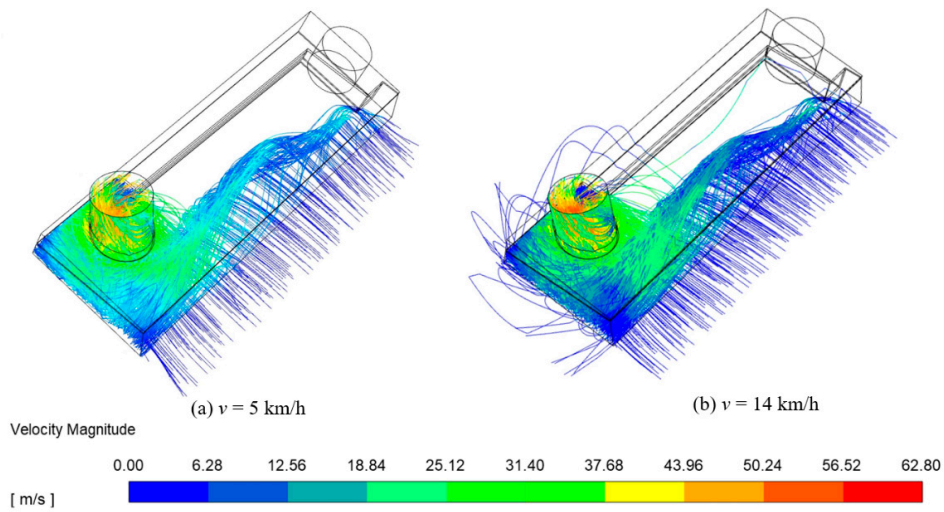 (a) v = 5 km/h
(b) v = 14 km/h
Velocity Magnitude
0.00 6.28 12.56 18.84 25.12 31.40 37.68 43.96 50.24 56.52 62.80
[ m/s ]